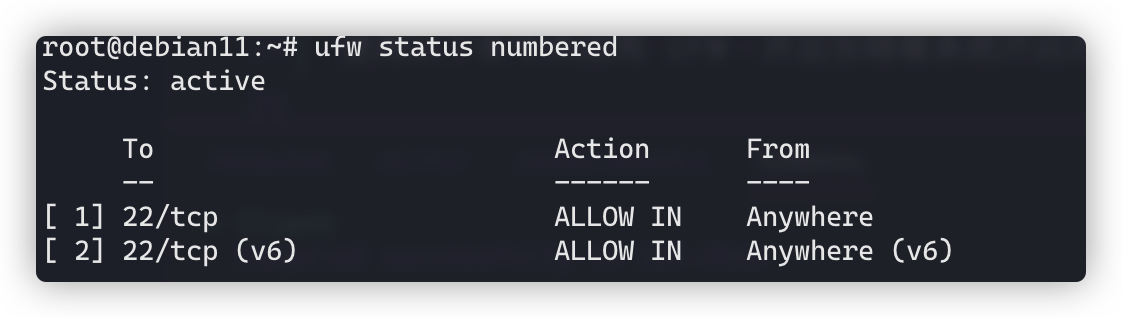 root@debian11:~# ufw status numbered
Status: active
     To                         Action      From
     --                         ------      ----
[ 1] 22/tcp                     ALLOW IN    Anywhere
[ 2] 22/tcp (v6)                ALLOW IN    Anywhere (v6)